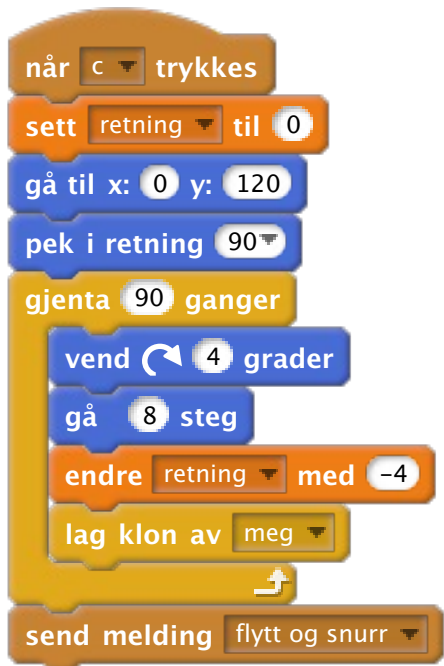 når c trykkes
sett retning til 0
gå til x: 0 y: 120
pek i retning 90
gjenta 90 ganger
vend 4 grader
gå 8 steg
endre retning med -4
lag klon av meg
send melding flytt og snurr